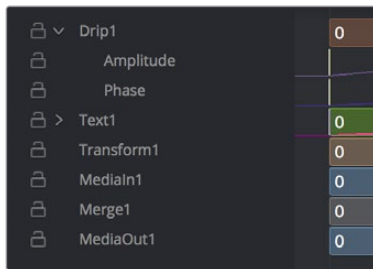 Drip1 0
Amplitude
Phase
Text1 0
Transform1 0
MediaIn1 0
Merge1 0
MediaOut1 0